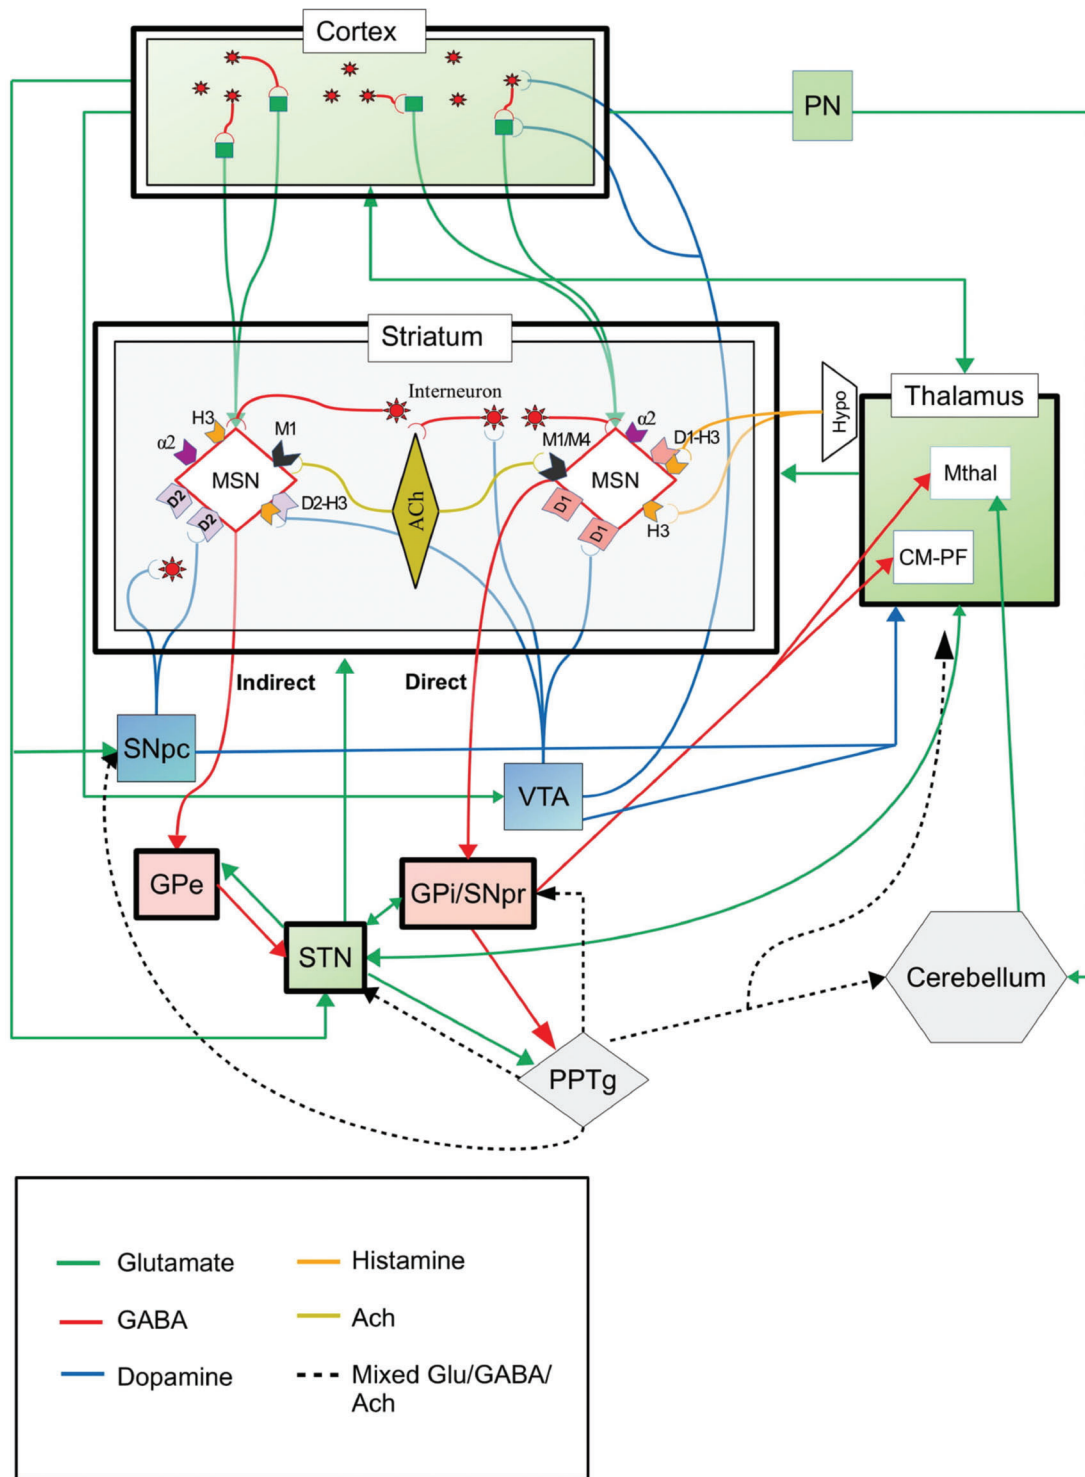 Cortex
PN
Striatum
Interneuron
H3
α2
M1
MSN
D2
D2
D2-H3
ACh
M1/M4
α2
D1-H3
MSN
D1
D1
H3
Hypo
Thalamus
Mthal
CM-PF
Indirect
Direct
SNpc
VTA
GPe
GPi/SNpr
STN
Cerebellum
PPTg
Glutamate
Histamine
GABA
Ach
Dopamine
Mixed Glu/GABA/
Ach